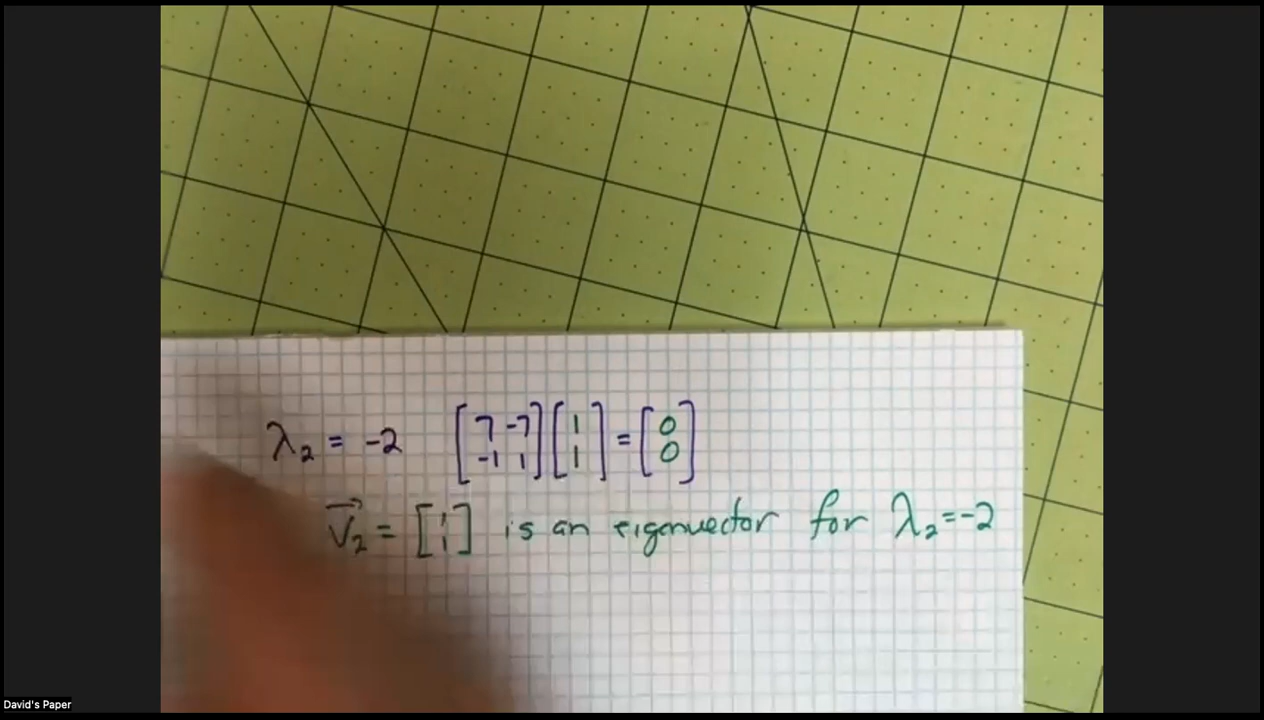 λ₂ = -2 [7 -7 -1 1] [1 1] = [0 0]
v⃗₂ = [1 1] is an eigenvector for λ₂ = -2
David's Paper